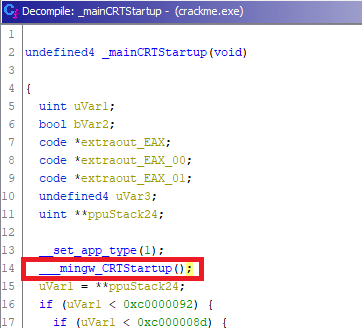 Decompile: _mainCRTStartup - (crackme.exe)
1
2 undefined4 _mainCRTStartup(void)
3
4 {
5 uint uVar1;
6 bool bVar2;
7 code *extraout_EAX;
8 code *extraout_EAX_00;
9 code *extraout_EAX_01;
10 undefined4 uVar3;
11 uint **ppuStack24;
12
13 __set_app_type(1);
14 ___mingw_CRTStartup();
15 uVar1 = **ppuStack24;
16 if (uVar1 < 0xc0000092) {
17 if (uVar1 < 0xc000008d) {